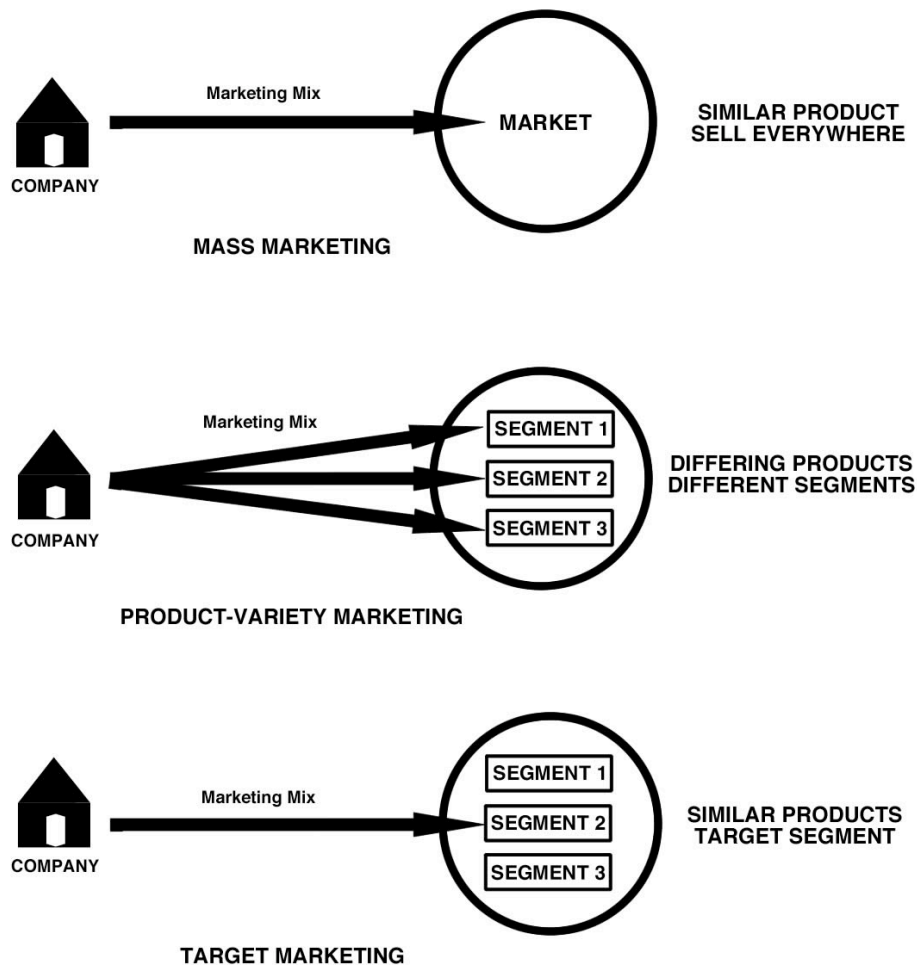 Marketing Mix
MARKET
SIMILAR PRODUCT
SELL EVERYWHERE
COMPANY
MASS MARKETING
Marketing Mix
SEGMENT 1
SEGMENT 2
SEGMENT 3
DIFFERING PRODUCTS
DIFFERENT SEGMENTS
COMPANY
PRODUCT-VARIETY MARKETING
Marketing Mix
SEGMENT 1
SEGMENT 2
SEGMENT 3
SIMILAR PRODUCTS
TARGET SEGMENT
COMPANY
TARGET MARKETING